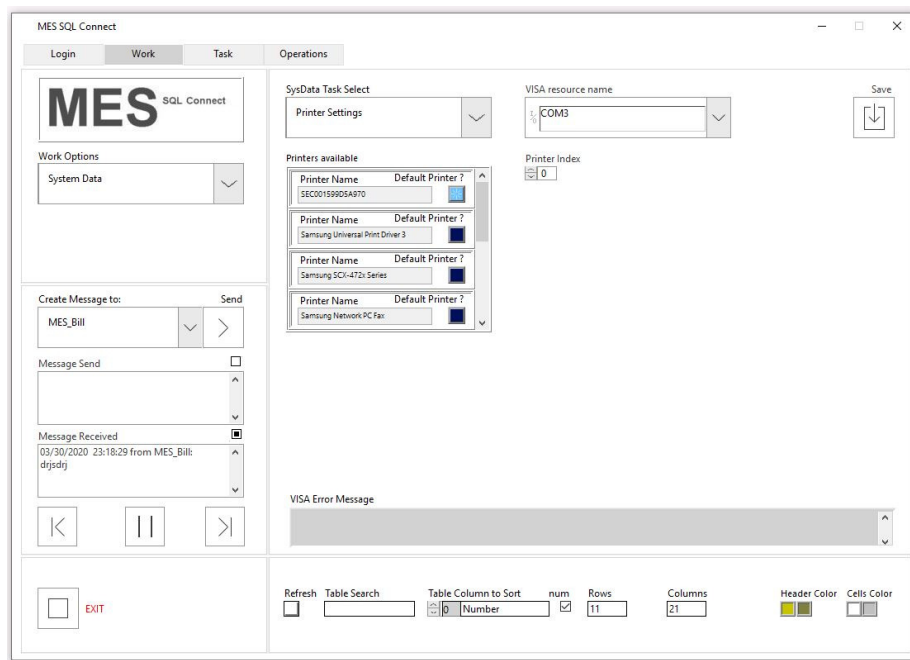 MES SQL Connect
Login Work Task Operations
MES SQL Connect
Work Options
System Data
SysData Task Select
Printer Settings
VISA resource name
COM3
Save
Printers available
Printer Name Default Printer ?
SEC001599D5A970
Printer Name Default Printer ?
Samsung Universal Print Driver 3
Printer Name Default Printer ?
Samsung SCX-472x Series
Printer Name Default Printer ?
Samsung Network PC Fax
Printer Index
0
Create Message to: Send
MES_Bill
Message Send
Message Received
03/30/2020 23:18:29 from MES_Bill:
drjsdrj
VISA Error Message
EXIT
Refresh Table Search Table Column to Sort num Rows Columns Header Color Cells Color
0 Number 11 21